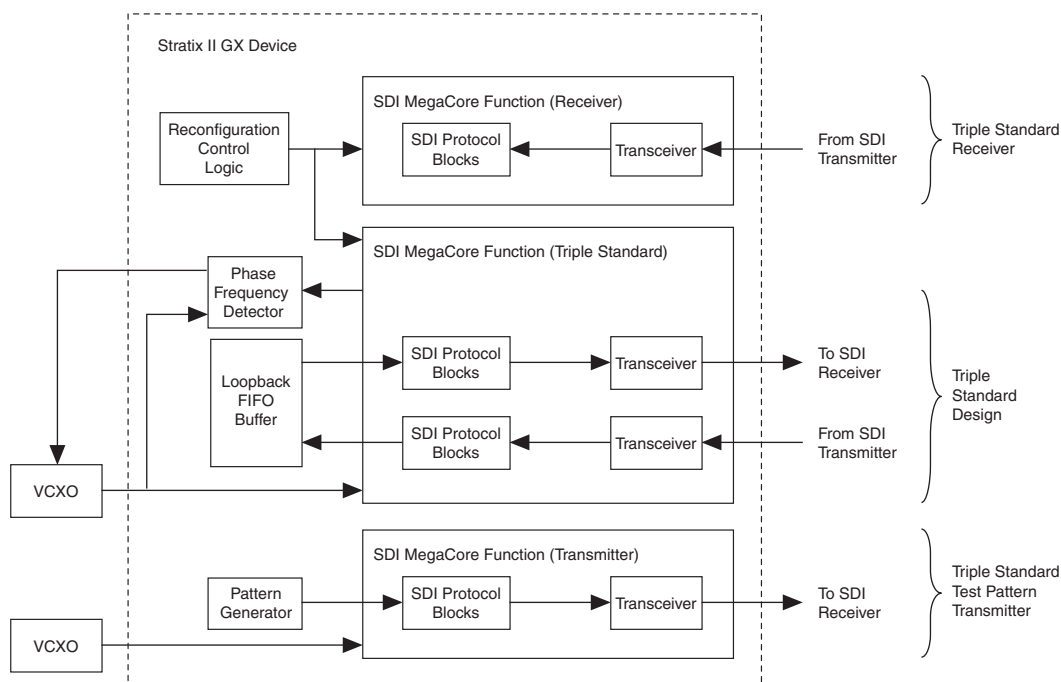 Stratix II GX Device
SDI MegaCore Function (Receiver)
Reconfiguration
Control
Logic
SDI Protocol
Blocks
Transceiver
From SDI
Transmitter
Triple Standard
Receiver
SDI MegaCore Function (Triple Standard)
Phase
Frequency
Detector
Loopback
FIFO
Buffer
SDI Protocol
Blocks
Transceiver
To SDI
Receiver
SDI Protocol
Blocks
Transceiver
From SDI
Transmitter
Triple
Standard
Design
VCXO
SDI MegaCore Function (Transmitter)
Pattern
Generator
SDI Protocol
Blocks
Transceiver
To SDI
Receiver
Triple Standard
Test Pattern
Transmitter
VCXO